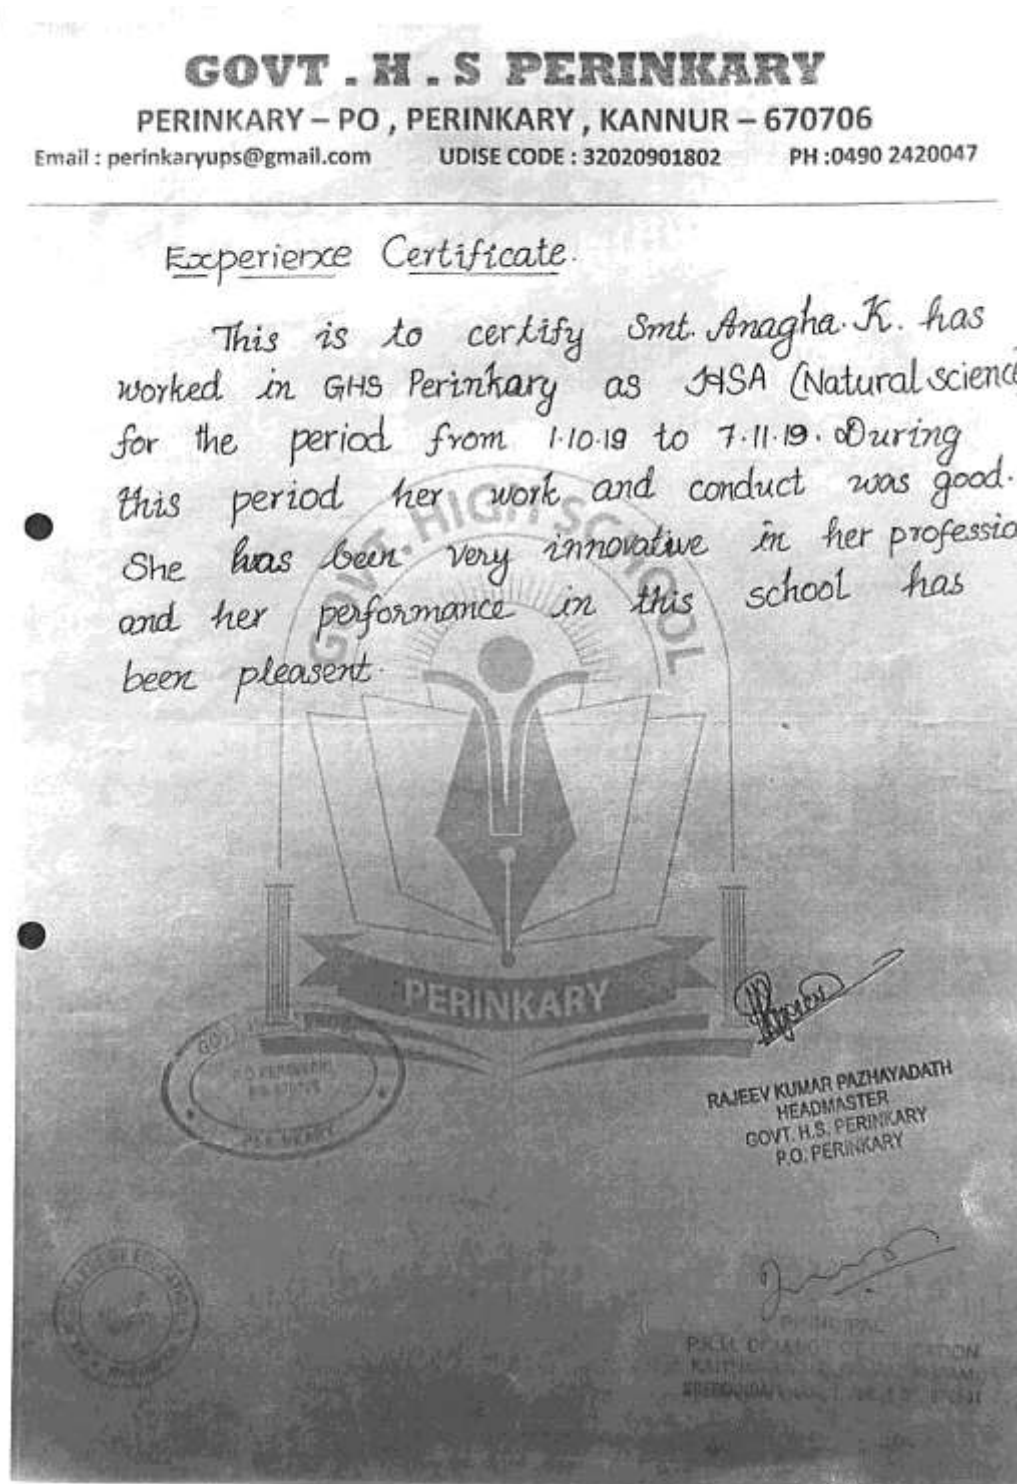 GOVT . H . S PERINKARY
PERINKARY – PO , PERINKARY , KANNUR – 670706
Email : perinkaryups@gmail.com UDISE CODE : 32020901802 PH :0490 2420047
Experience Certificate.
This is to certify Smt. Anagha. K. has
worked in GHS Perinkary as HSA (Natural science
for the period from 1.10.19 to 7.11.19. During
this period her work and conduct was good.
She has been very innovative in her professio
and her performance in this school has
been pleasent.
GOVT. HIGH SCHOOL
PERINKARY
RAJEEV KUMAR PAZHAYADATH
HEADMASTER
GOVT. H.S. PERINKARY
P.O. PERINKARY
PERINKARY
PRINCIPAL
P.K.M. COLLEGE OF EDUCATION